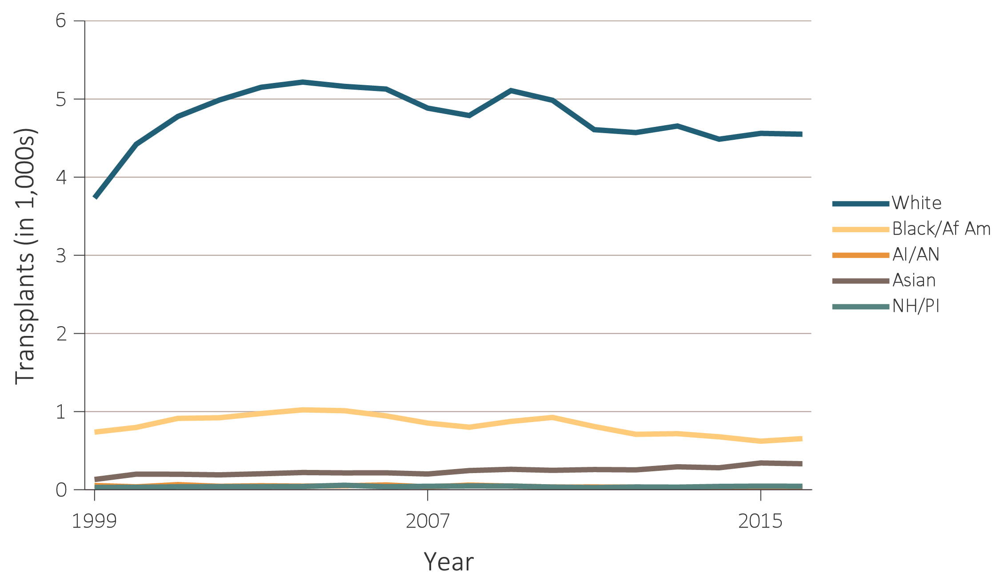 Transplants (in 1,000s)
6
5
4
3
2
1
0
1999
2007
2015
Year
White
Black/Af Am
AI/AN
Asian
NH/PI